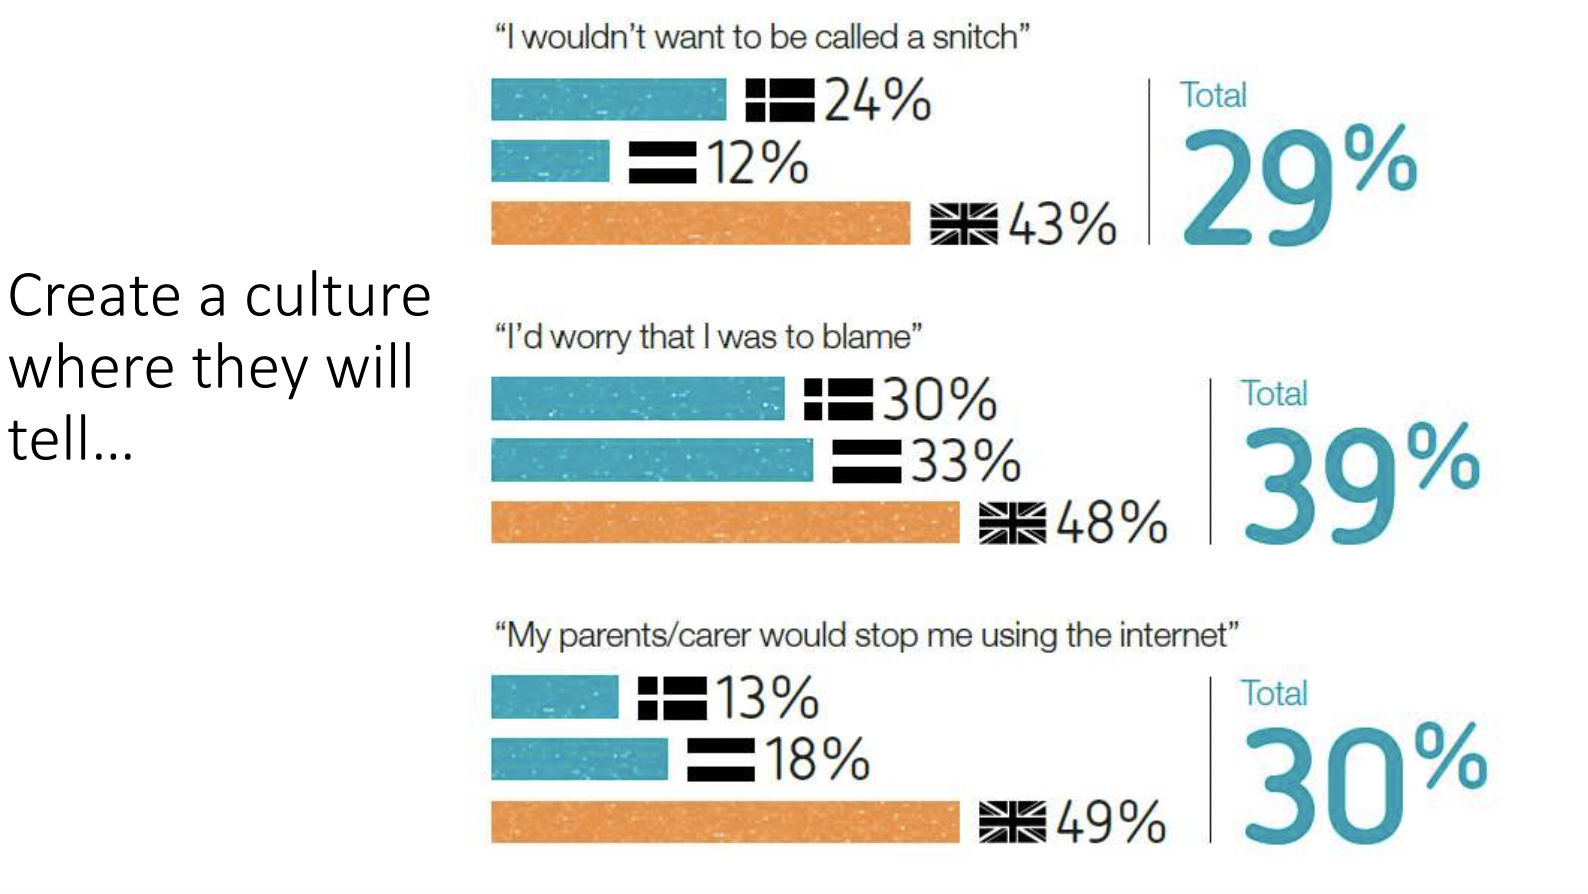 Create a culture
where they will
tell...
“I wouldn’t want to be called a snitch”
24%
12%
43%
Total
29%
“I’d worry that I was to blame”
30%
33%
48%
Total
39%
“My parents/carer would stop me using the internet”
13%
18%
49%
Total
30%